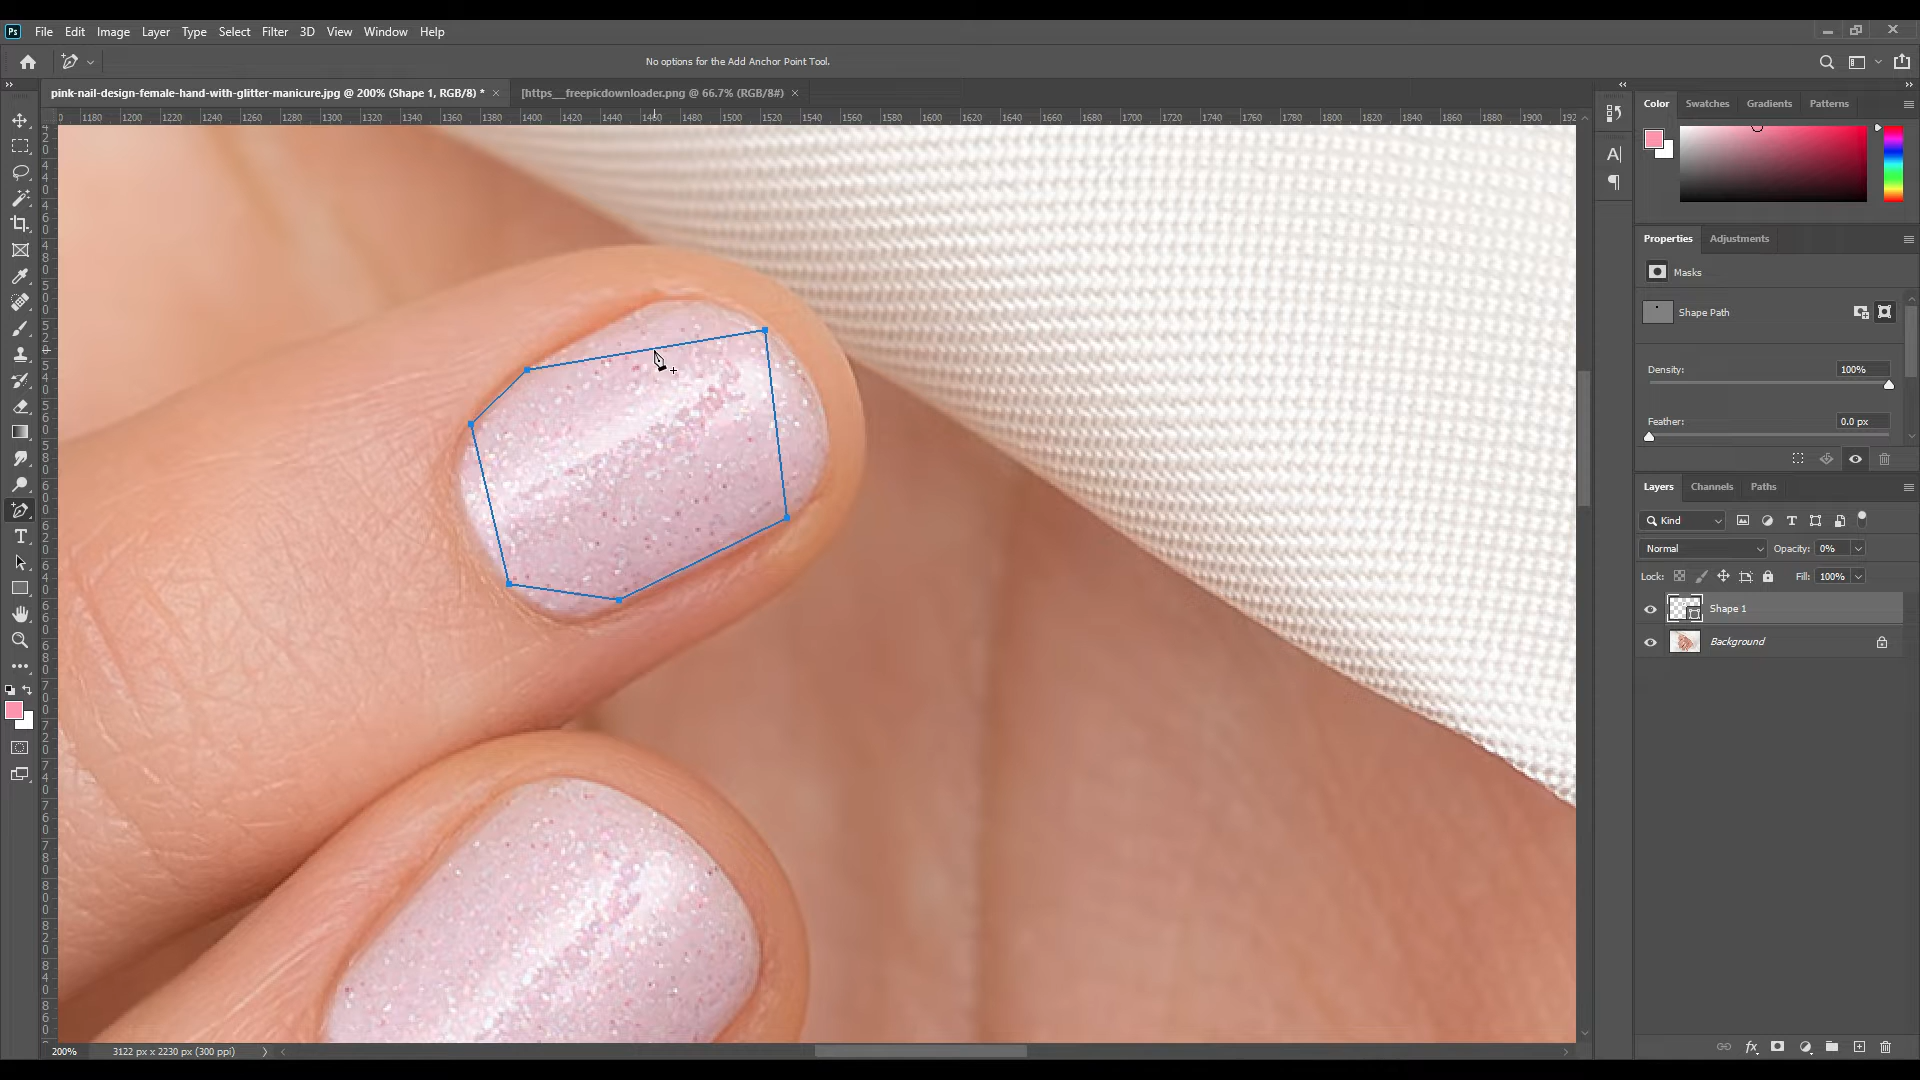 Ps File Edit Image Layer Type Select Filter 3D View Window Help
No options for the Add Anchor Point Tool.
pink-nail-design-female-hand-with-glitter-manicure.jpg @ 200% (Shape 1, RGB/8) *
[https___freepicdownloader.png @ 66.7% (RGB/8#)
1180 1200 1220 1240 1260 1280 1300 1320 1340 1360 1380 1400 1420 1440 1460 1480 1500 1520 1540 1560 1580 1600 1620 1640 1660 1680 1700 1720 1740 1760 1780 1800 1820 1840 1860 1880 1900
Color Swatches Gradients Patterns
Properties Adjustments
Masks
Shape Path
Density: 100%
Feather: 0.0 px
Layers Channels Paths
Kind
Normal Opacity: 0%
Lock: Fill: 100%
Shape 1
Background
fx
200% 3122 px x 2230 px (300 ppi)